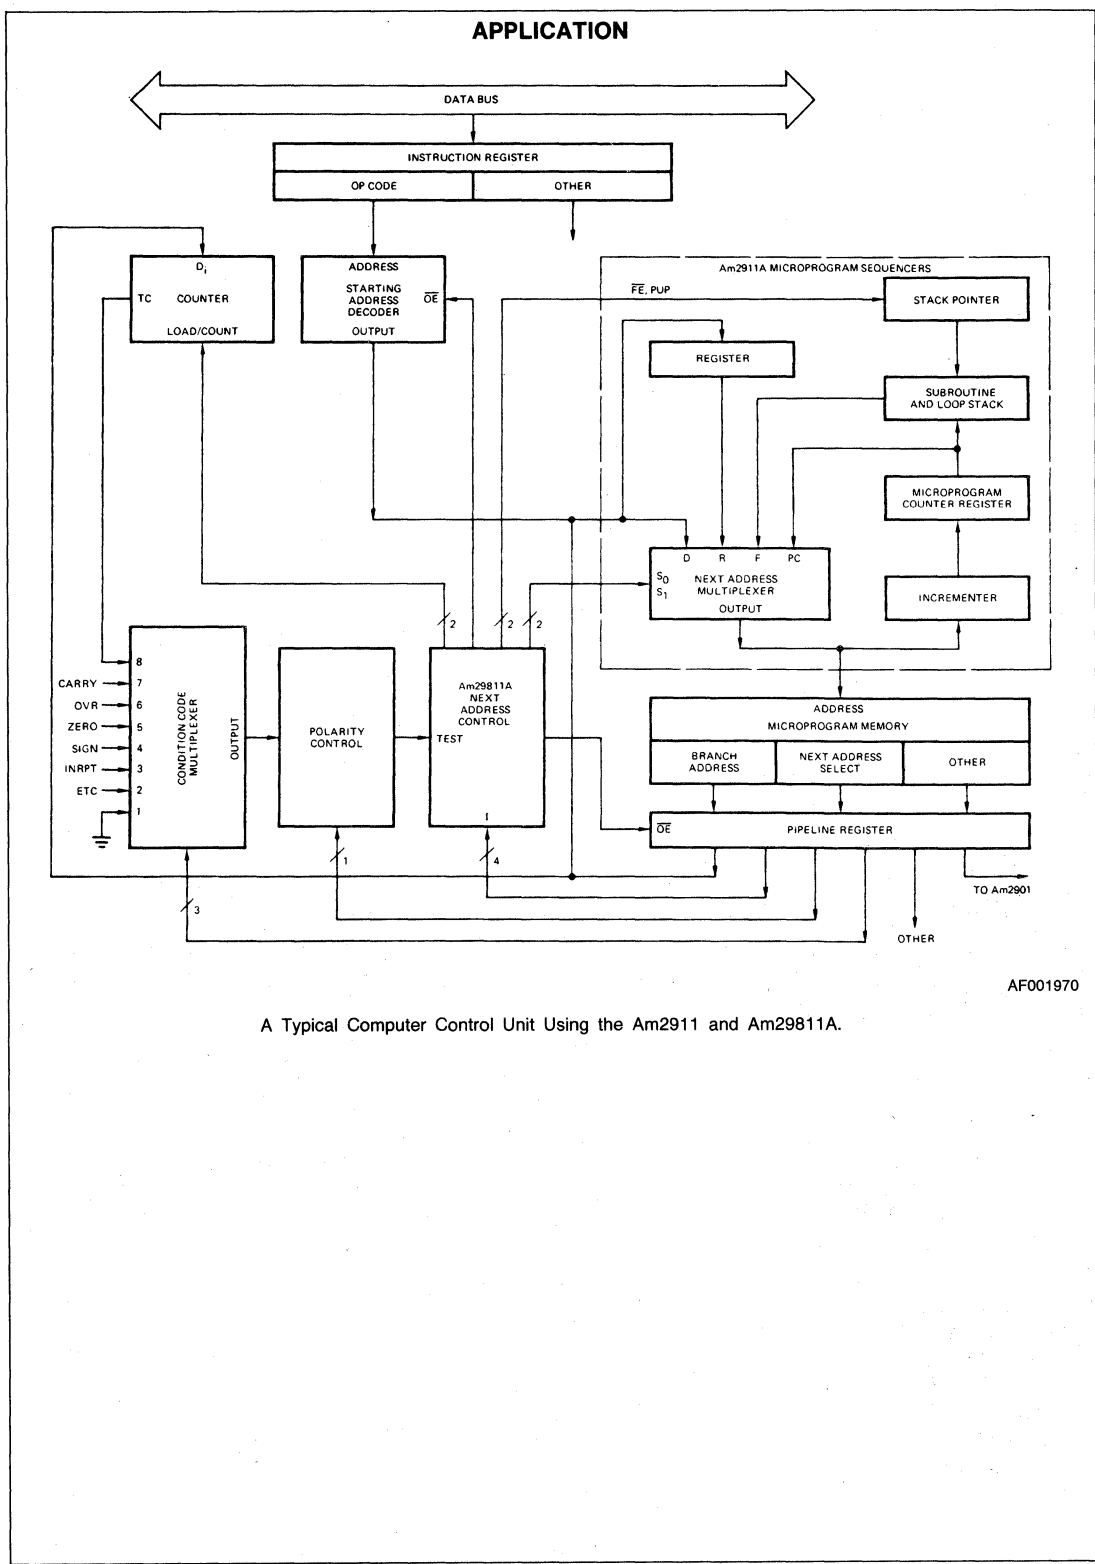 APPLICATION
DATA BUS
INSTRUCTION REGISTER
OP CODE
OTHER
Di
TC
COUNTER
LOAD/COUNT
ADDRESS
STARTING
ADDRESS
DECODER
OE
OUTPUT
Am2911A MICROPROGRAM SEQUENCERS
FE, PUP
STACK POINTER
REGISTER
SUBROUTINE
AND LOOP STACK
MICROPROGRAM
COUNTER REGISTER
D R F PC
S0
S1
NEXT ADDRESS
MULTIPLEXER
OUTPUT
INCREMENTER
2
2
2
8
CARRY 7
OVR 6
ZERO 5
SIGN 4
INRPT 3
ETC 2
1
CONDITION CODE
MULTIPLEXER
OUTPUT
POLARITY
CONTROL
Am29811A
NEXT
ADDRESS
CONTROL
TEST
I
ADDRESS
MICROPROGRAM MEMORY
BRANCH
ADDRESS
NEXT ADDRESS
SELECT
OTHER
OE
PIPELINE REGISTER
1
4
3
TO Am2901
OTHER
AF001970
A Typical Computer Control Unit Using the Am2911 and Am29811A.